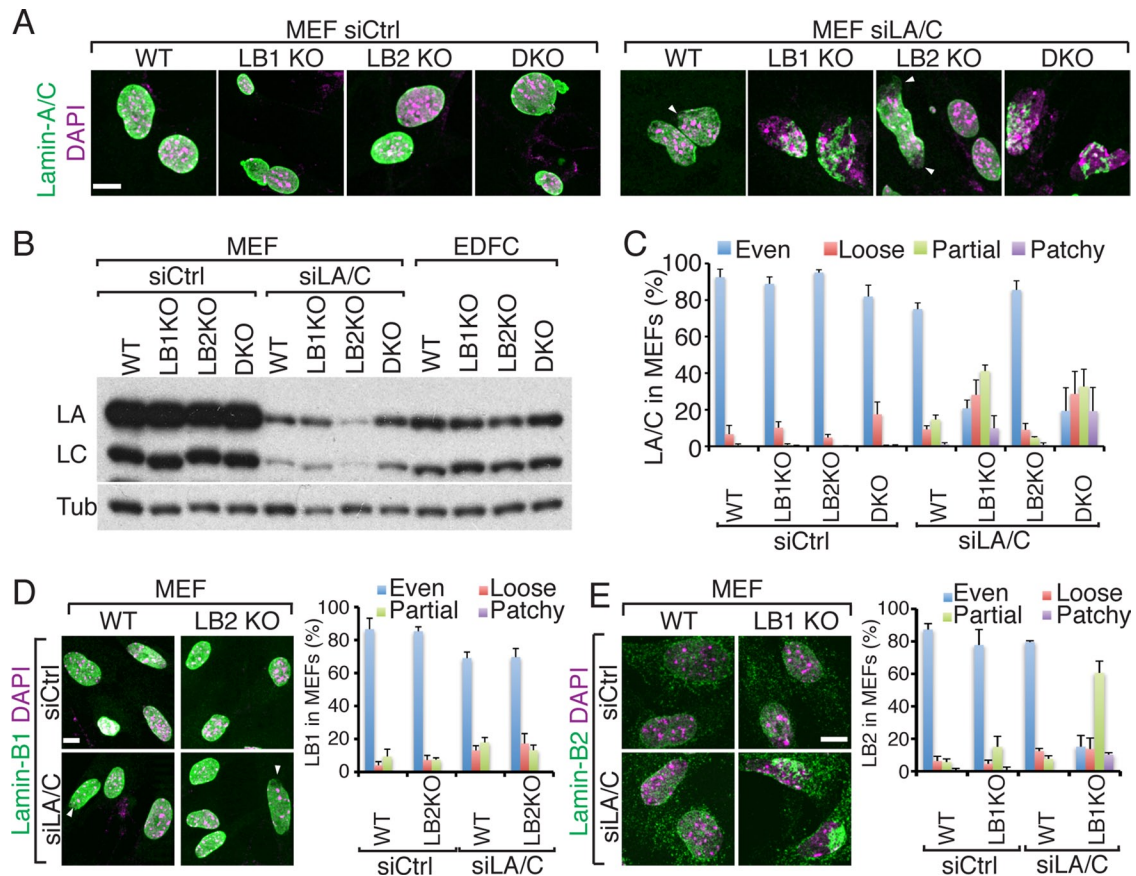 A
MEF siCtrl
MEF siLA/C
WT LB1 KO LB2 KO DKO
WT LB1 KO LB2 KO DKO
Lamin-A/C
DAPI
B
MEF EDFC
siCtrl siLA/C
WT LB1KO LB2KO DKO WT LB1KO LB2KO DKO WT LB1KO LB2KO DKO
LA
LC
Tub
C
Even Loose Partial Patchy
LA/C in MEFs (%)
100
80
60
40
20
0
WT LB1KO LB2KO DKO WT LB1KO LB2KO DKO
siCtrl siLA/C
D
MEF
WT LB2 KO
Lamin-B1 DAPI
siCtrl
siLA/C
Even Loose
Partial Patchy
LB1 in MEFs (%)
100
80
60
40
20
0
WT LB2KO WT LB2KO
siCtrl siLA/C
E
MEF
WT LB1 KO
Lamin-B2 DAPI
siCtrl
siLA/C
Even Loose
Partial Patchy
LB2 in MEFs (%)
100
80
60
40
20
0
WT LB1KO WT LB1KO
siCtrl siLA/C